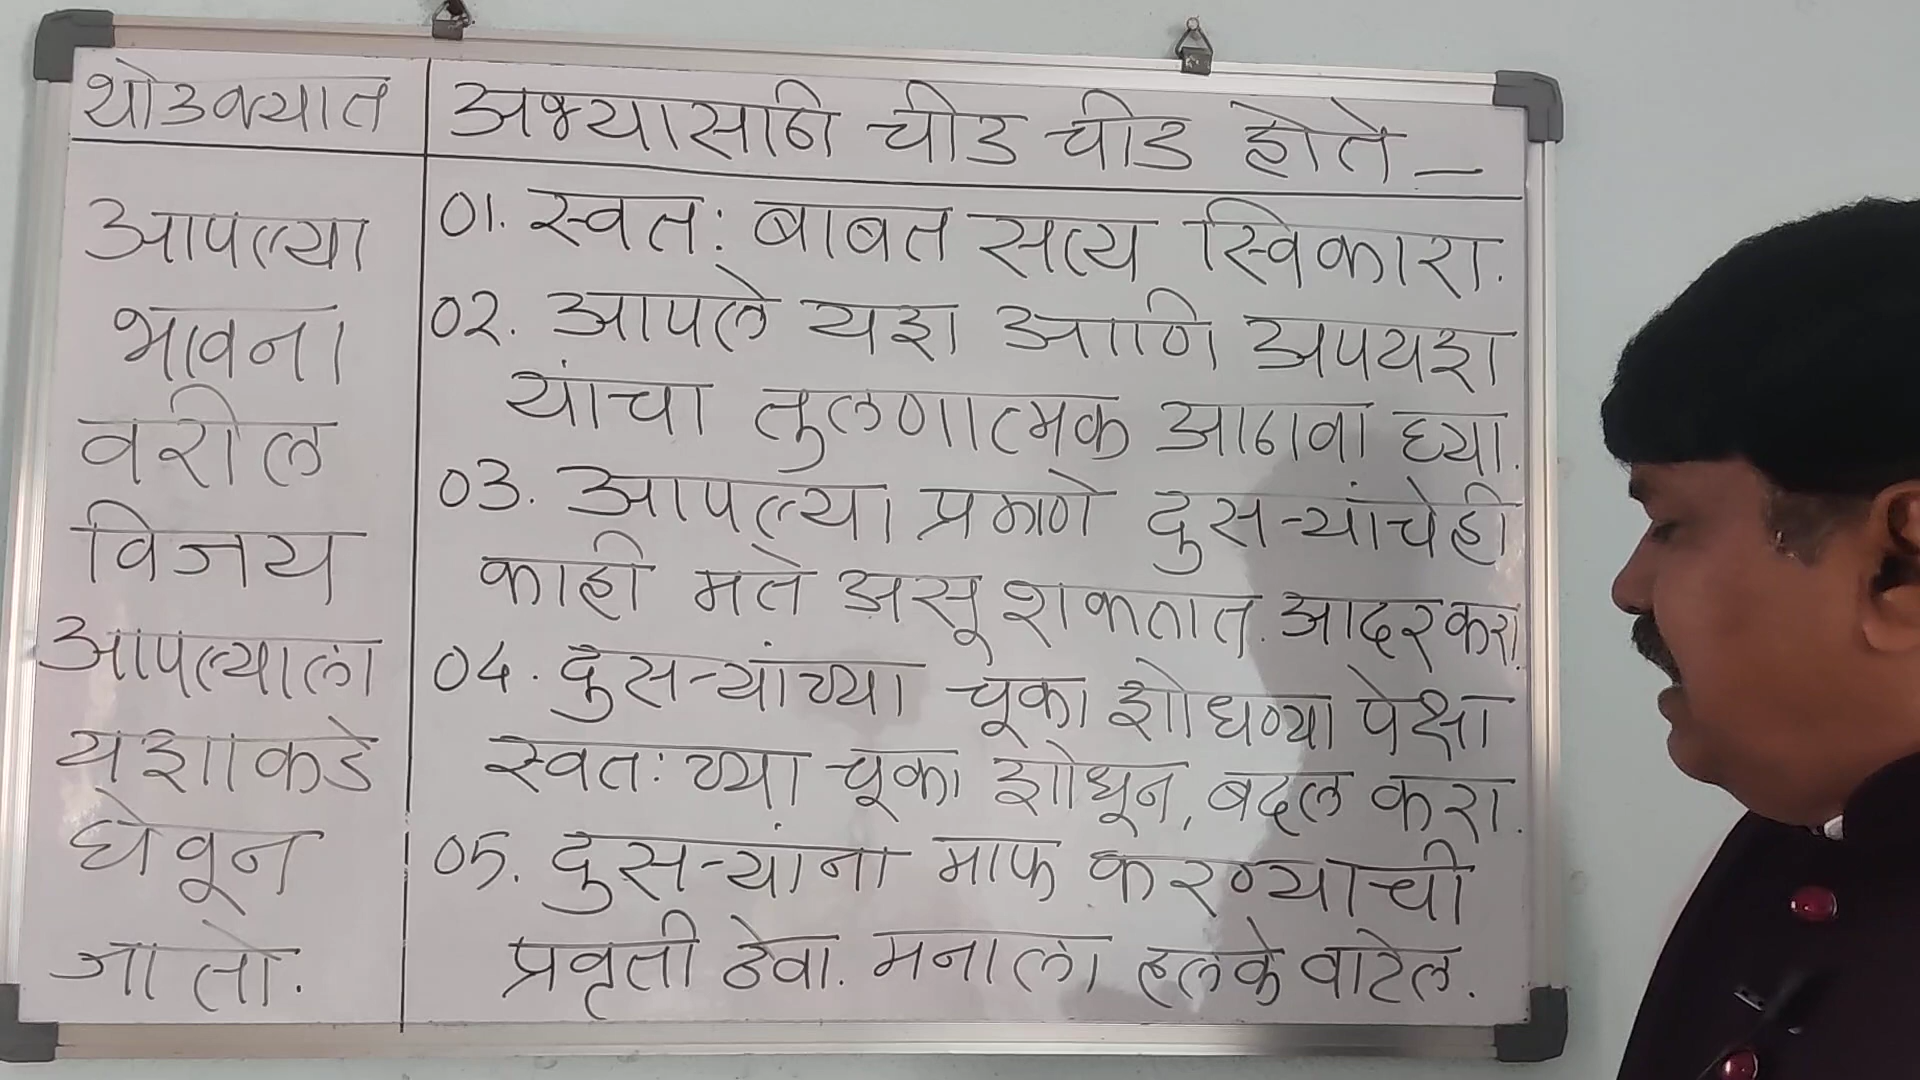 थोडक्यात
आपल्या
भावना
वरील
विजय
आपल्याला
यशाकडे
घेवून
जातो.
अभ्यासानि चीड चीड होते –
01. स्वतः बाबत सत्य स्विकारा.
02. आपले यश आणि अपयश
यांचा तुलणात्मक आढावा घ्या.
03. आपल्या प्रमाणे दुसऱ्यांचेही
काही मते असू शकतात. आदर करा.
04. दुसऱ्यांच्या चूका शोधण्या पेक्षा
स्वतःच्या चूका शोधून, बदल करा.
05. दुसऱ्यांना माफ करण्याची
प्रवृत्ती ठेवा. मनाला हलके वाटेल.